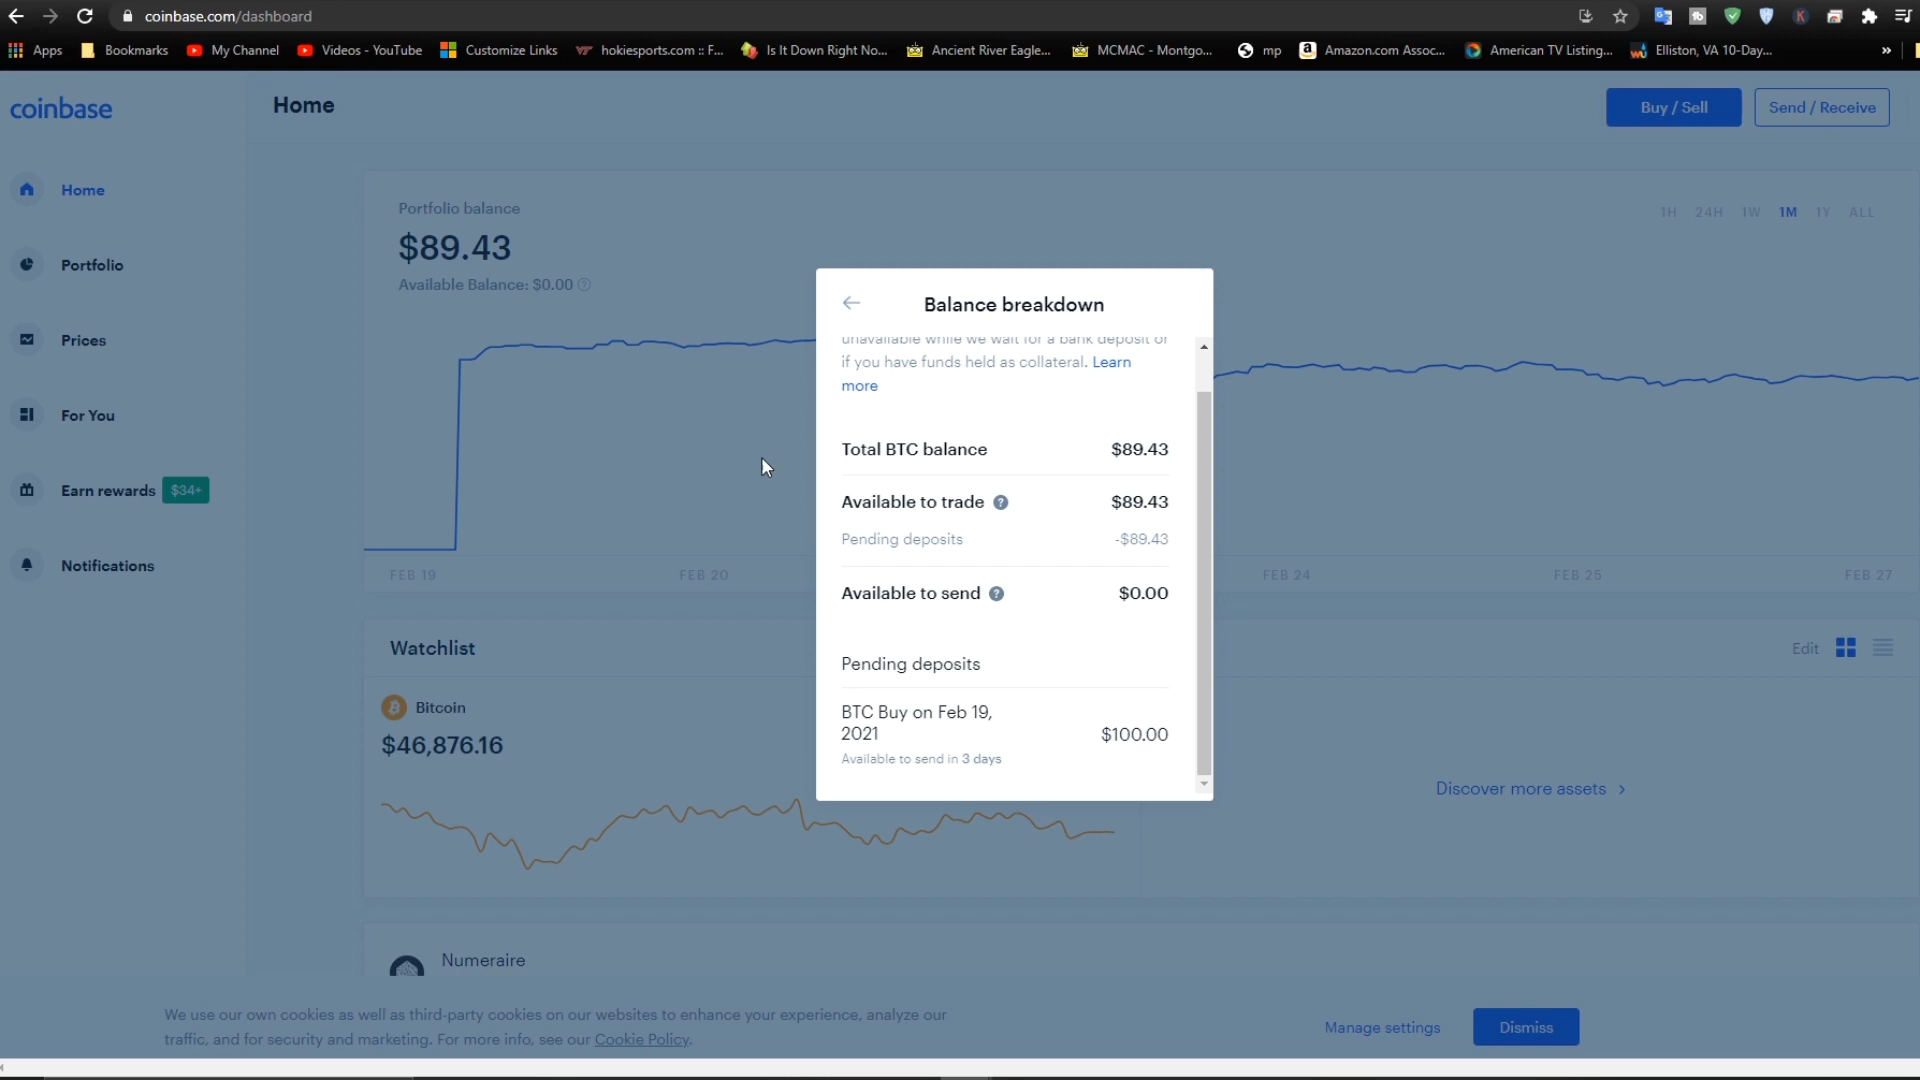 coinbase.com/dashboard
Apps Bookmarks My Channel Videos - YouTube Customize Links hokiesports.com :: F... Is It Down Right No... Ancient River Eagle... MCMAC - Montgo... mp Amazon.com Assoc... American TV Listing... Elliston, VA 10-Day... »
coinbase
Home
Buy / Sell
Send / Receive
Home
Portfolio
Prices
For You
Earn rewards $34+
Notifications
Portfolio balance
$89.43
Available Balance: $0.00
1H 24H 1W 1M 1Y ALL
FEB 19 FEB 20 FEB 24 FEB 25 FEB 27
Balance breakdown
unavailable while we wait for a bank deposit or
if you have funds held as collateral. Learn
more
Total BTC balance $89.43
Available to trade $89.43
Pending deposits -$89.43
Available to send $0.00
Pending deposits
BTC Buy on Feb 19,
2021 $100.00
Available to send in 3 days
Watchlist
Edit
Bitcoin
$46,876.16
Discover more assets
Numeraire
We use our own cookies as well as third-party cookies on our websites to enhance your experience, analyze our
traffic, and for security and marketing. For more info, see our Cookie Policy.
Manage settings
Dismiss